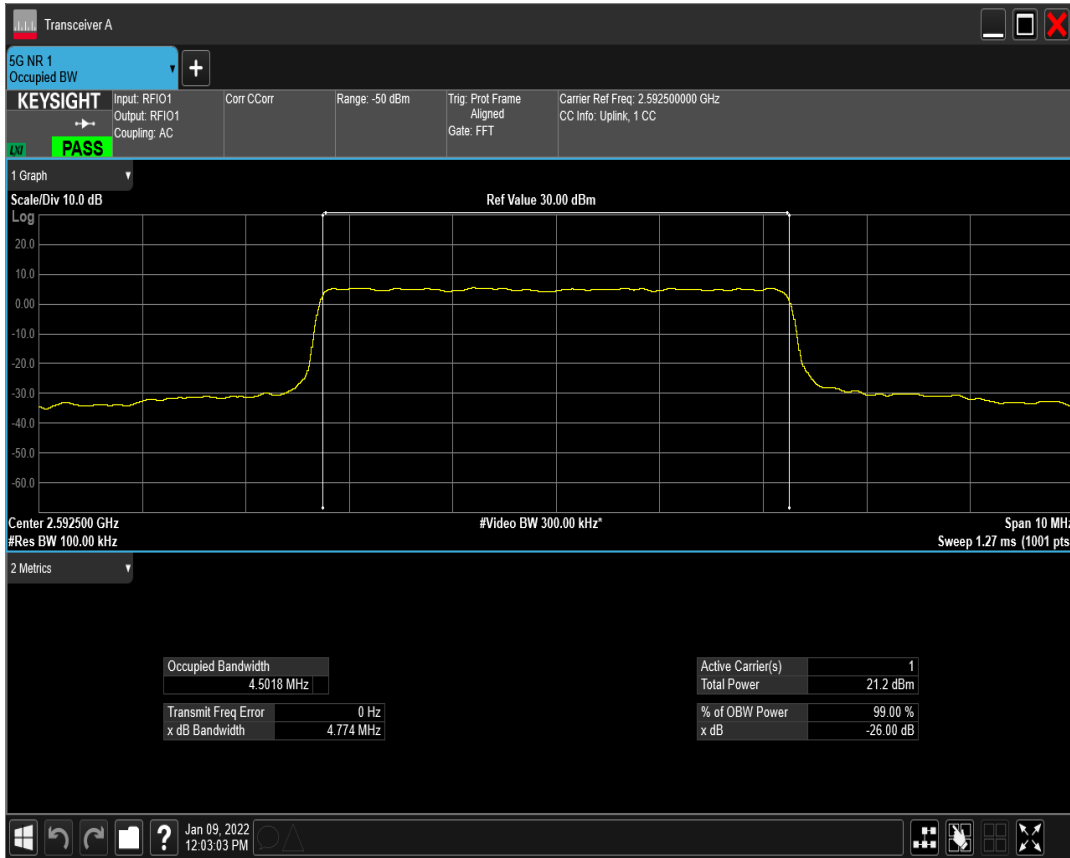 Transceiver A
5G NR 1
Occupied BW
+
KEYSIGHT
LXI
PASS
Input: RFIO1
Output: RFIO1
Coupling: AC
Corr CCorr
Range: -50 dBm
Trig: Prot Frame
Aligned
Gate: FFT
Carrier Ref Freq: 2.592500000 GHz
CC Info: Uplink, 1 CC
1 Graph
Scale/Div 10.0 dB
Ref Value 30.00 dBm
Log
20.0
10.0
0.00
-10.0
-20.0
-30.0
-40.0
-50.0
-60.0
Center 2.592500 GHz
#Video BW 300.00 kHz*
Span 10 MHz
#Res BW 100.00 kHz
Sweep 1.27 ms (1001 pts
2 Metrics
Occupied Bandwidth
4.5018 MHz
Transmit Freq Error 0 Hz
x dB Bandwidth 4.774 MHz
Active Carrier(s) 1
Total Power 21.2 dBm
% of OBW Power 99.00 %
x dB -26.00 dB
?
Jan 09, 2022
12:03:03 PM